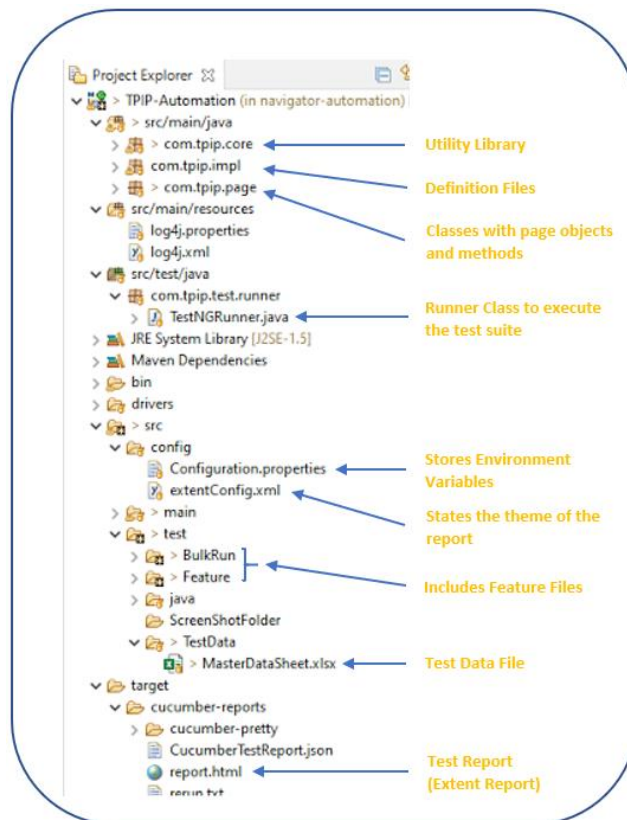 Project Explorer
> TPIP-Automation (in navigator-automation)
> src/main/java
> com.tpip.core
Utility Library
com.tpip.impl
Definition Files
> com.tpip.page
Classes with page objects
and methods
src/main/resources
log4j.properties
log4j.xml
src/test/java
com.tpip.test.runner
TestNGRunner.java
Runner Class to execute
the test suite
JRE System Library [J2SE-1.5]
Maven Dependencies
bin
drivers
> src
config
Configuration.properties
Stores Environment
Variables
extentConfig.xml
States the theme of the
report
> main
> test
> BulkRun
> Feature
Includes Feature Files
java
ScreenShotFolder
> TestData
> MasterDataSheet.xlsx
Test Data File
target
cucumber-reports
cucumber-pretty
CucumberTestReport.json
report.html
Test Report
(Extent Report)
rerun.txt